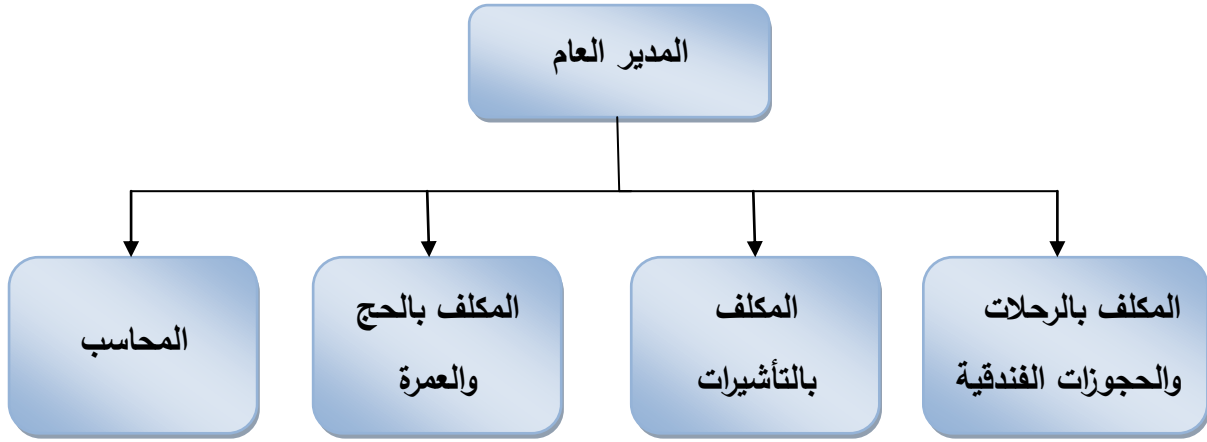 المدير العام
المكلف بالرحلات
والحجوزات الفندقية
المكلف
بالتأشيرات
المكلف بالحج
والعمرة
المحاسب